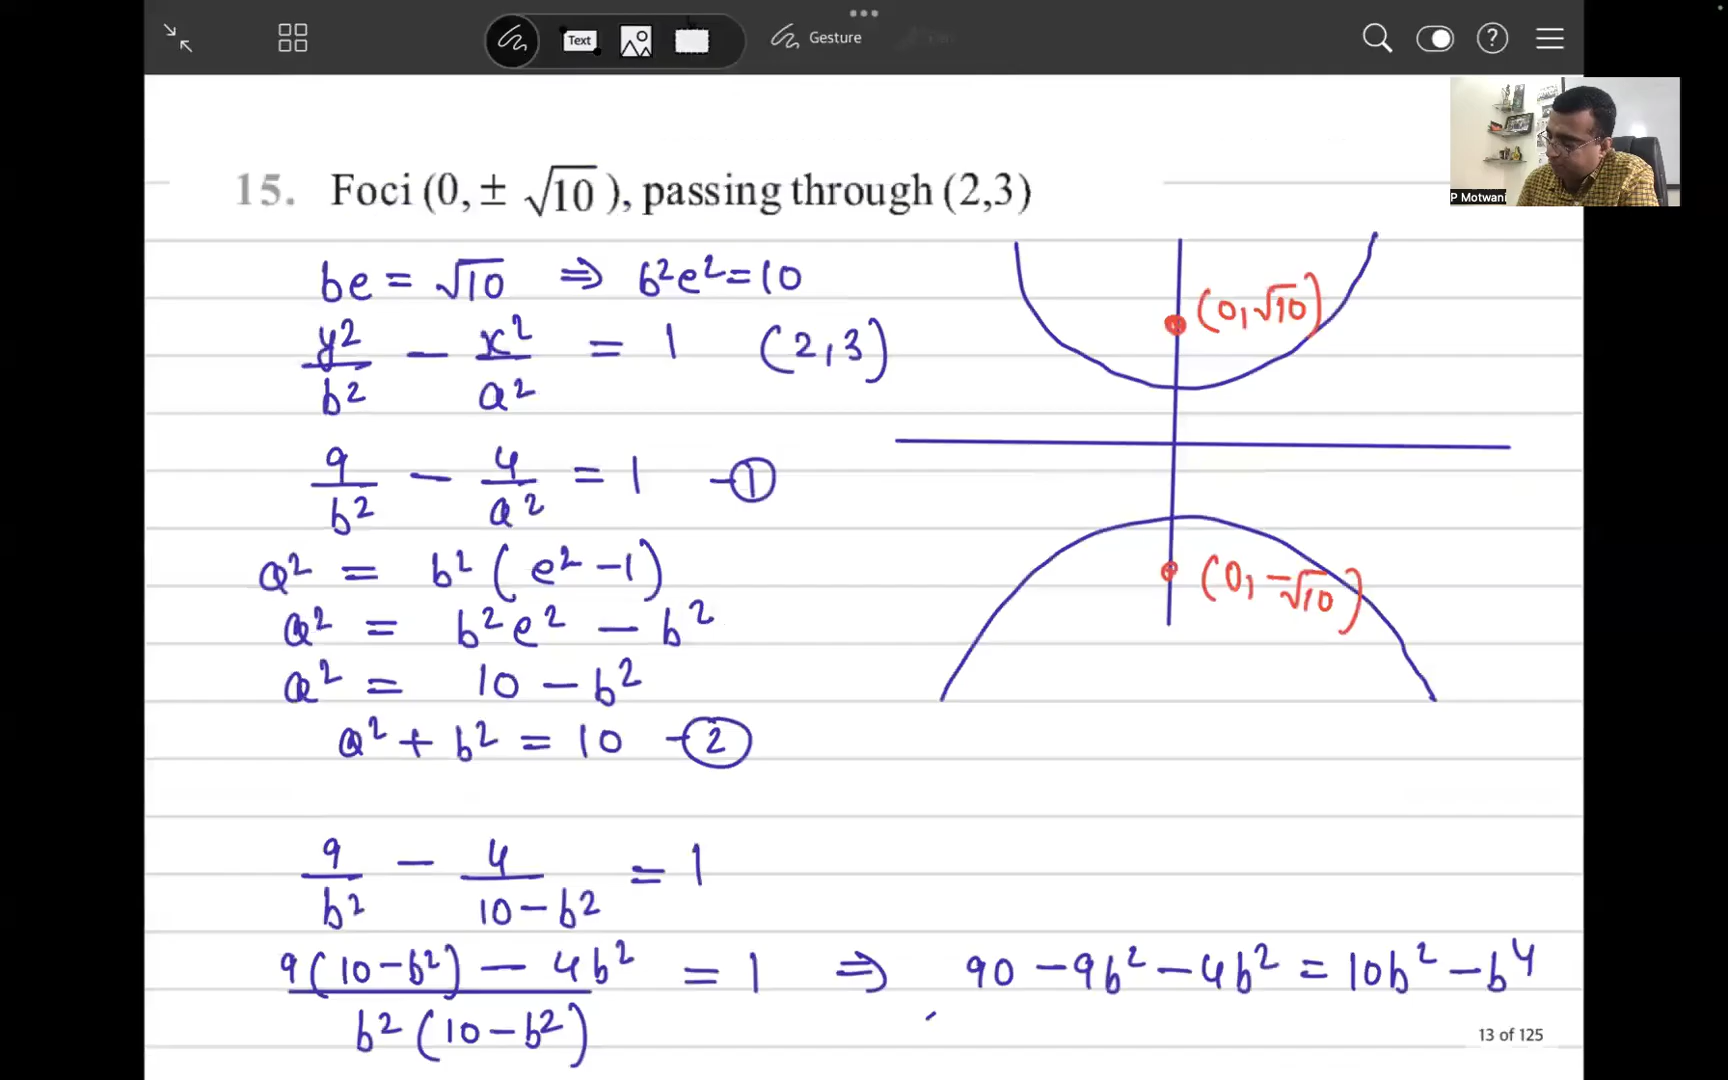 Text
Gesture
P Motwani
15. Foci (0, ± √10), passing through (2,3)
be = √10 ⇒ b²e² = 10
y²/b² − x²/a² = 1 (2,3)
9/b² − 4/a² = 1 −①
a² = b²(e² − 1)
a² = b²e² − b²
a² = 10 − b²
a² + b² = 10 −②
9/b² − 4/(10 − b²) = 1
(9(10 − b²) − 4b²)/(b²(10 − b²)) = 1 ⇒ 90 − 9b² − 4b² = 10b² − b⁴
(0, √10)
(0, −√10)
13 of 125